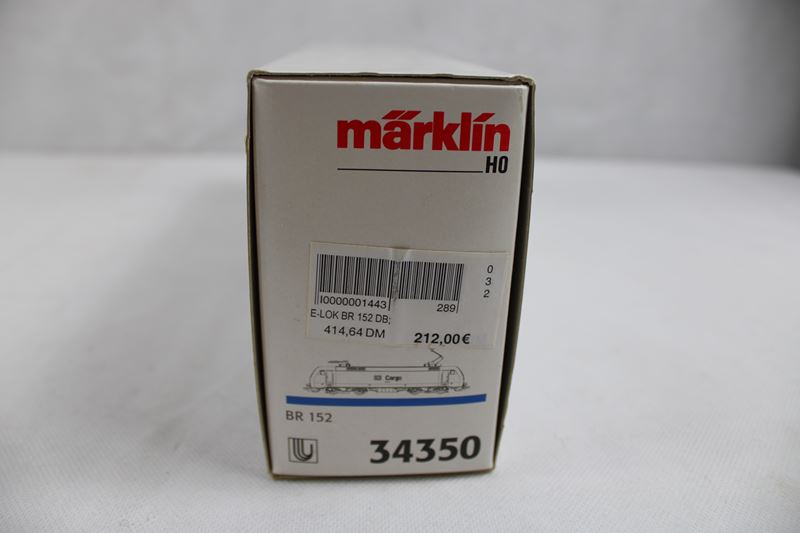 märklin
HO
I0000001443
289
0
3
2
E-LOK BR 152 DB;
414,64 DM
212,00€
DB Cargo
BR 152
34350